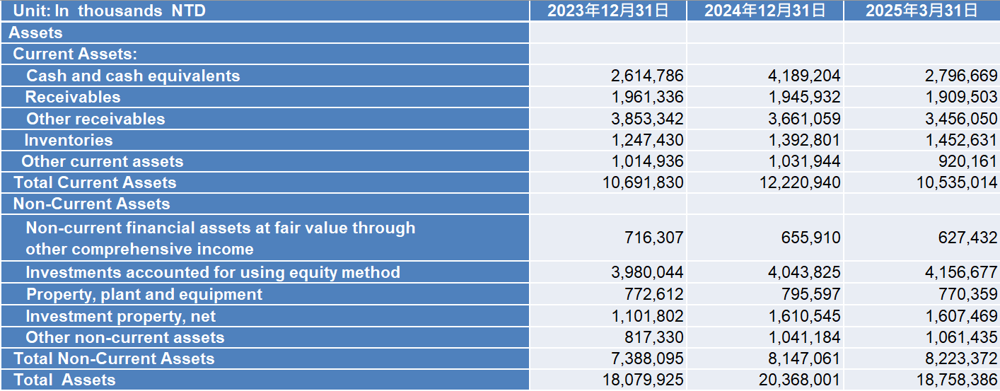 Unit: In thousands NTD 2023年12月31日 2024年12月31日 2025年3月31日
Assets
Current Assets:
Cash and cash equivalents 2,614,786 4,189,204 2,796,669
Receivables 1,961,336 1,945,932 1,909,503
Other receivables 3,853,342 3,661,059 3,456,050
Inventories 1,247,430 1,392,801 1,452,631
Other current assets 1,014,936 1,031,944 920,161
Total Current Assets 10,691,830 12,220,940 10,535,014
Non-Current Assets
Non-current financial assets at fair value through
other comprehensive income 716,307 655,910 627,432
Investments accounted for using equity method 3,980,044 4,043,825 4,156,677
Property, plant and equipment 772,612 795,597 770,359
Investment property, net 1,101,802 1,610,545 1,607,469
Other non-current assets 817,330 1,041,184 1,061,435
Total Non-Current Assets 7,388,095 8,147,061 8,223,372
Total Assets 18,079,925 20,368,001 18,758,386